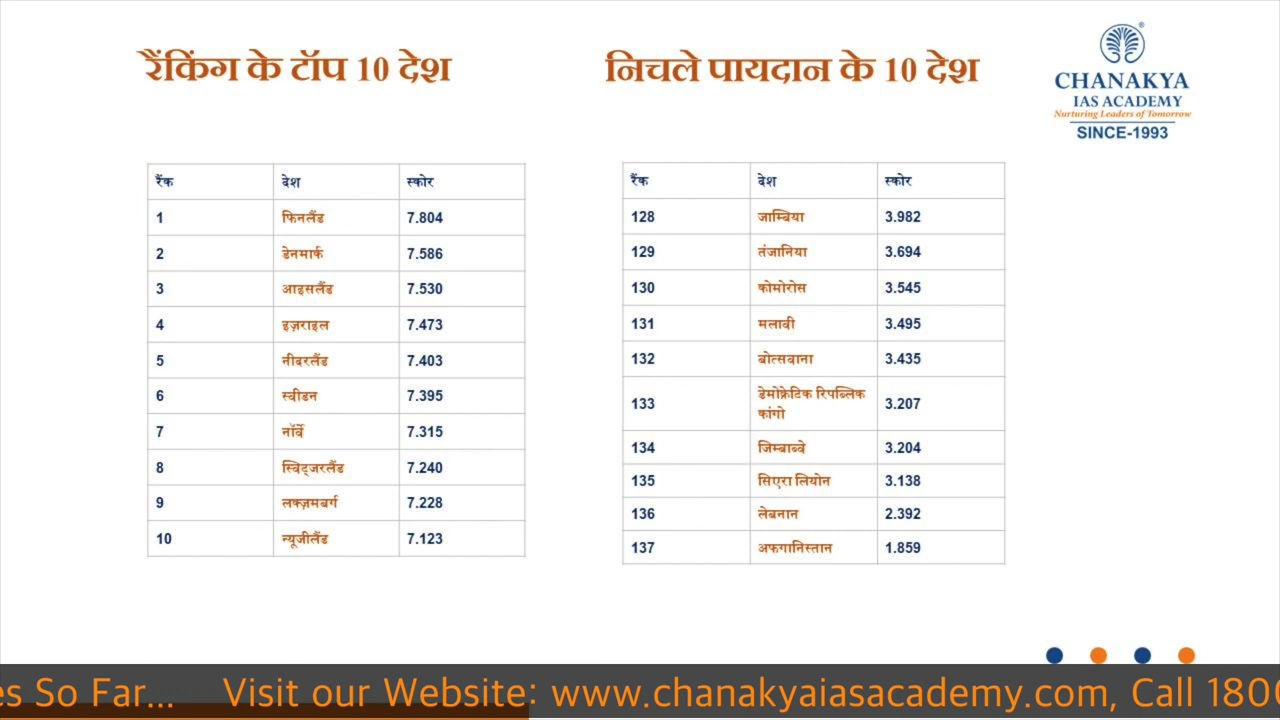 रैंकिंग के टॉप 10 देश
निचले पायदान के 10 देश
CHANAKYA
IAS ACADEMY
Nurturing Leaders of Tomorrow
SINCE-1993
रैंक देश स्कोर
1 फिनलैंड 7.804
2 डेनमार्क 7.586
3 आइसलैंड 7.530
4 इज़राइल 7.473
5 नीदरलैंड 7.403
6 स्वीडन 7.395
7 नॉर्वे 7.315
8 स्विट्जरलैंड 7.240
9 लक्ज़मबर्ग 7.228
10 न्यूजीलैंड 7.123
रैंक देश स्कोर
128 जाम्बिया 3.982
129 तंजानिया 3.694
130 कोमोरोस 3.545
131 मलावी 3.495
132 बोत्सवाना 3.435
133 डेमोक्रेटिक रिपब्लिक
कांगो 3.207
134 जिम्बाब्वे 3.204
135 सिएरा लियोन 3.138
136 लेबनान 2.392
137 अफगानिस्तान 1.859
So Far... Visit our Website: www.chanakyaiasacademy.com, Call